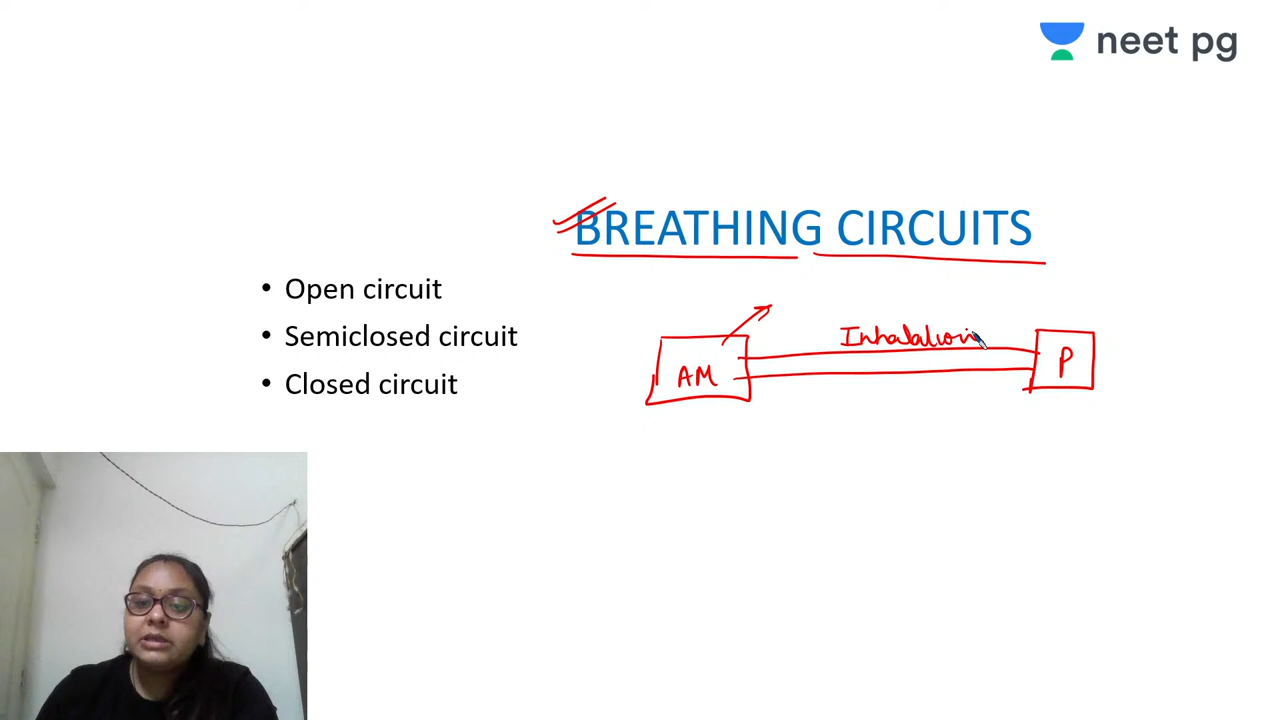 neet pg
BREATHING CIRCUITS
• Open circuit
• Semiclosed circuit
• Closed circuit
Inhalation
AM
P